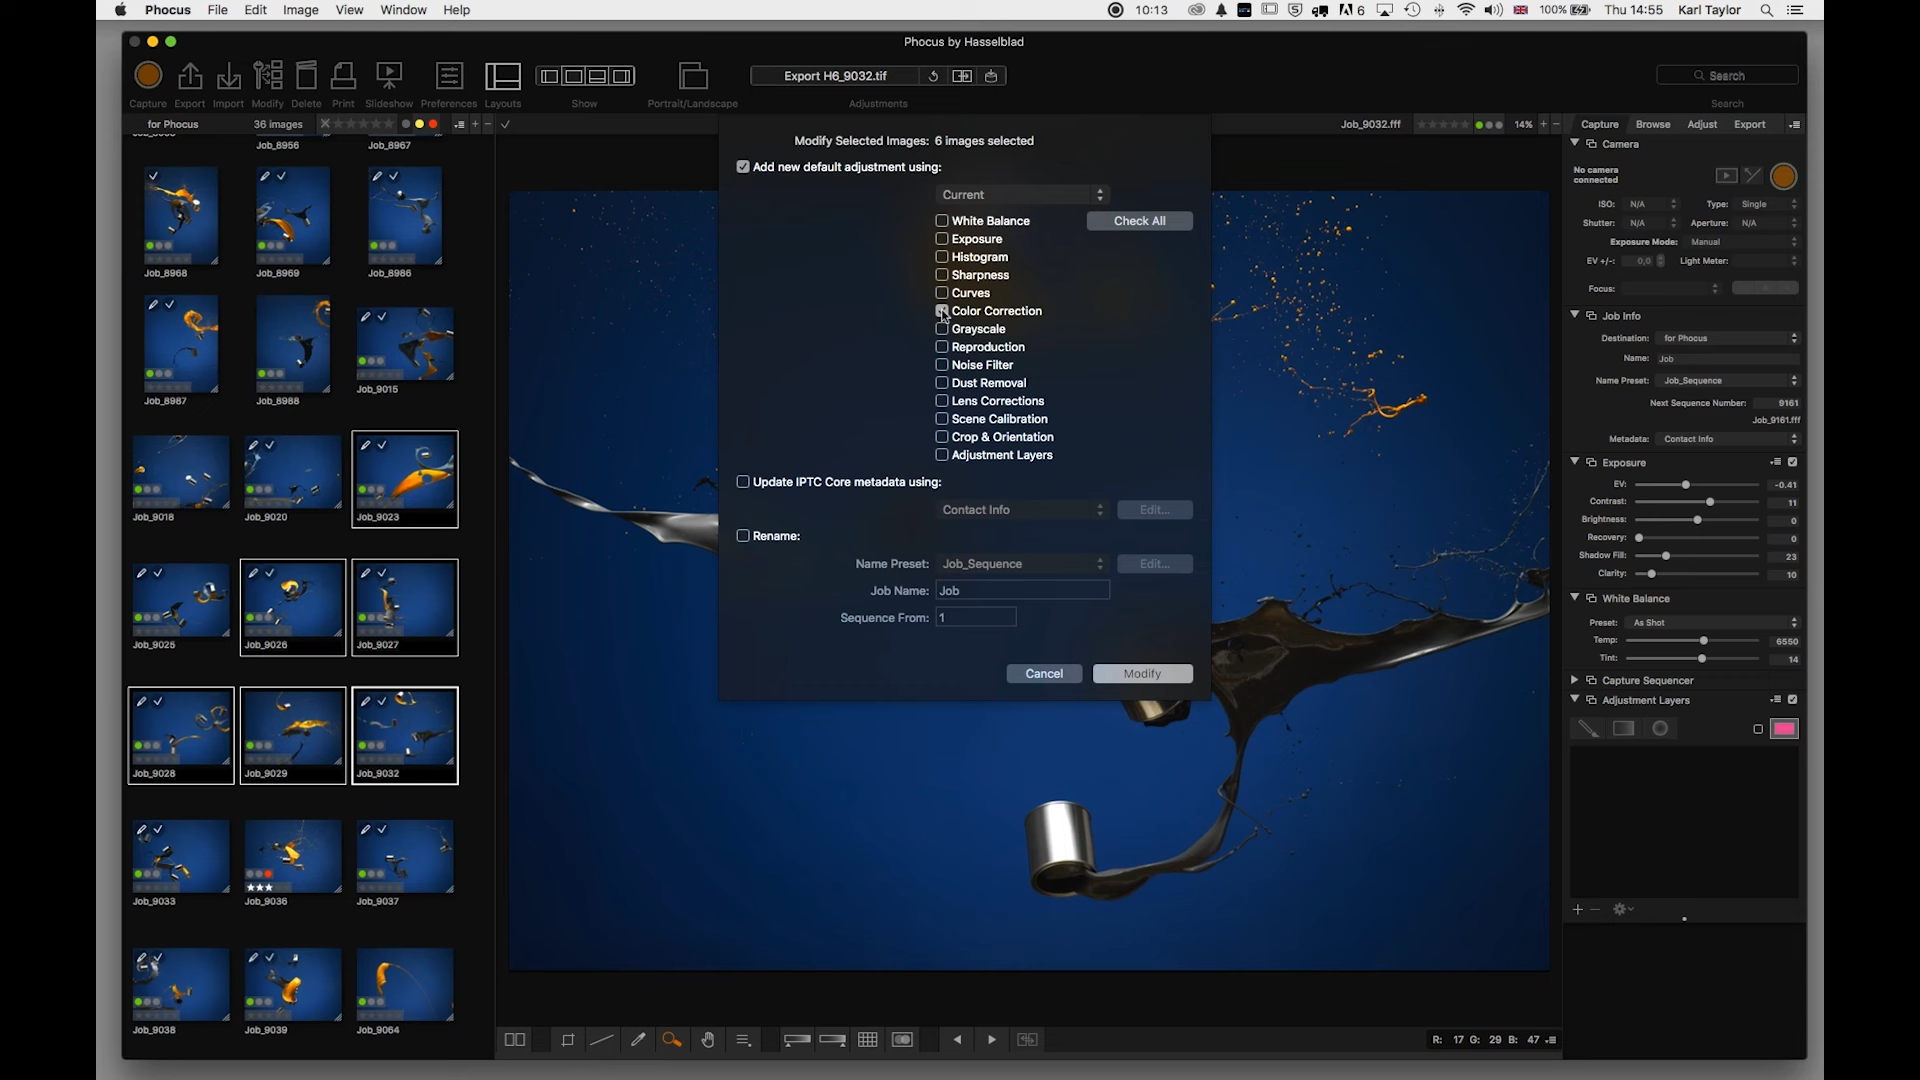 Phocus File Edit Image View Window Help
10:13 6 100% Thu 14:55 Karl Taylor
Phocus by Hasselblad
Export H6_9032.tif
Search
Capture Export Import Modify Delete Print Slideshow Preferences Layouts Show Portrait/Landscape Adjustments Search
for Phocus 36 images
Job_9032.fff 14% Capture Browse Adjust Export
Job_8956 Job_8967
Job_8968 Job_8969 Job_8986
Job_8987 Job_8988 Job_9015
Job_9018 Job_9020 Job_9023
Job_9025 Job_9026 Job_9027
Job_9028 Job_9029 Job_9032
Job_9033 Job_9036 Job_9037
Job_9038 Job_9039 Job_9064
Modify Selected Images: 6 images selected
Add new default adjustment using:
Current
White Balance Check All
Exposure
Histogram
Sharpness
Curves
Color Correction
Grayscale
Reproduction
Noise Filter
Dust Removal
Lens Corrections
Scene Calibration
Crop & Orientation
Adjustment Layers
Update IPTC Core metadata using:
Contact Info Edit...
Rename:
Name Preset: Job_Sequence Edit...
Job Name: Job
Sequence From: 1
Cancel Modify
Camera
No camera
connected
ISO: N/A Type: Single
Shutter: N/A Aperture: N/A
Exposure Mode: Manual
EV +/-: 0,0 Light Meter:
Focus:
Job Info
Destination: for Phocus
Name: Job
Name Preset: Job_Sequence
Next Sequence Number: 9161
Job_9161.fff
Metadata: Contact Info
Exposure
EV: -0.41
Contrast: 11
Brightness: 0
Recovery: 0
Shadow Fill: 23
Clarity: 10
White Balance
Preset: As Shot
Temp: 6550
Tint: 14
Capture Sequencer
Adjustment Layers
R: 17 G: 29 B: 47